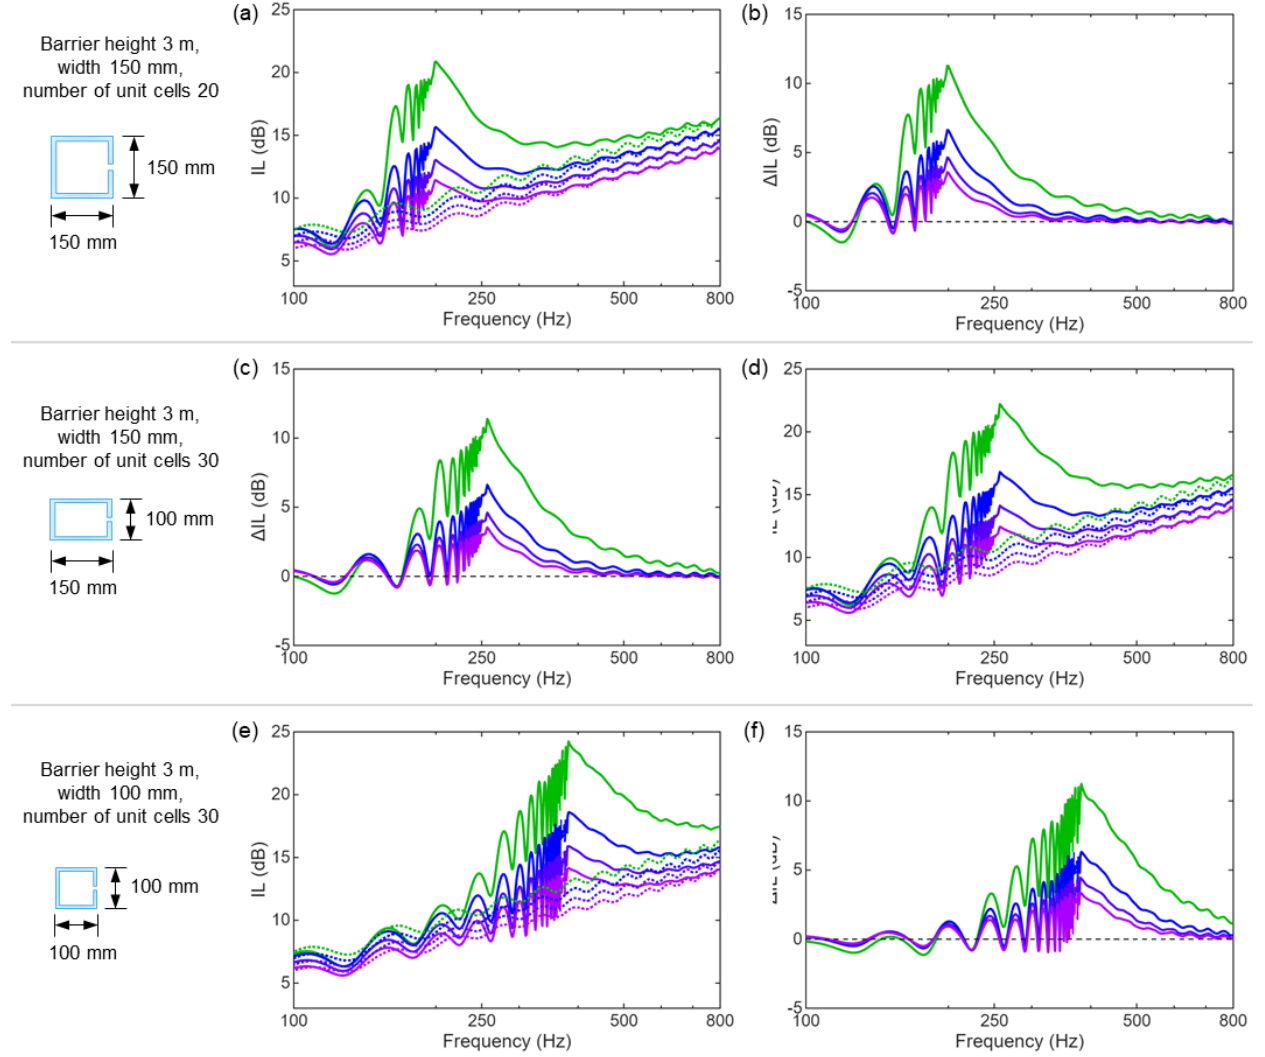 (a)
(b)
Barrier height 3 m,
width 150 mm,
number of unit cells 20
150 mm
150 mm
25
20
15
10
5
IL (dB)
100
250
500
800
Frequency (Hz)
15
10
5
0
-5
ΔIL (dB)
100
250
500
800
Frequency (Hz)
(c)
(d)
Barrier height 3 m,
width 150 mm,
number of unit cells 30
100 mm
150 mm
15
10
5
0
-5
ΔIL (dB)
100
250
500
800
Frequency (Hz)
25
20
15
10
5
(dB)
100
250
500
800
Frequency (Hz)
(e)
(f)
Barrier height 3 m,
width 100 mm,
number of unit cells 30
100 mm
100 mm
25
20
15
10
5
IL (dB)
100
250
500
800
Frequency (Hz)
15
10
5
0
-5
(dB)
100
250
500
800
Frequency (Hz)